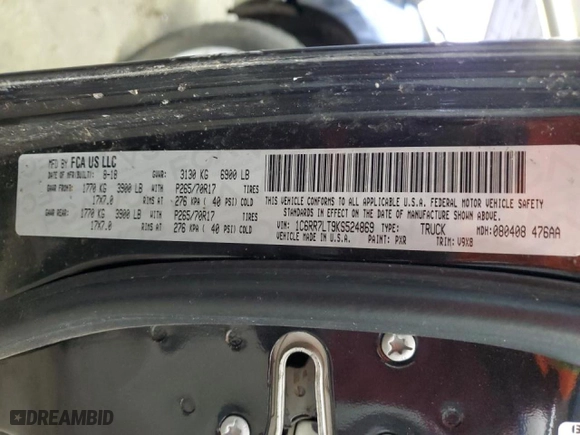 MFD BY FCA US LLC
DATE OF MFR(BUILT): 8-18 GVWR: 3130 KG 6900 LB
GAWR FRONT: 1770 KG 3900 LB WITH P265/70R17 TIRES
17X7.0 RIMS AT 276 KPA ( 40 PSI) COLD
GAWR REAR: 1770 KG 3900 LB WITH P265/70R17 TIRES
17X7.0 RIMS AT 276 KPA ( 40 PSI) COLD
THIS VEHICLE CONFORMS TO ALL APPLICABLE U.S.A. FEDERAL MOTOR VEHICLE SAFETY
STANDARDS IN EFFECT ON THE DATE OF MANUFACTURE SHOWN ABOVE.
VIN: 1C6RR7LT9KS524869 TYPE: TRUCK MDH: 080408 476AA
VEHICLE MADE IN U.S.A. PAINT: PXR TRIM: V9X8
DREAMBID